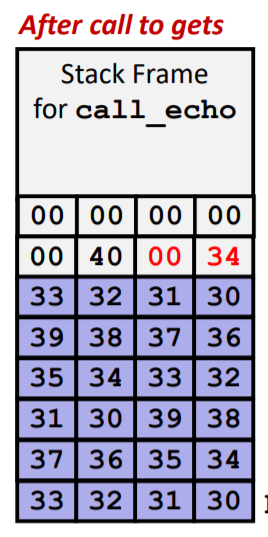 After call to gets
Stack Frame
for call_echo
00 00 00 00
00 40 00 34
33 32 31 30
39 38 37 36
35 34 33 32
31 30 39 38
37 36 35 34
33 32 31 30